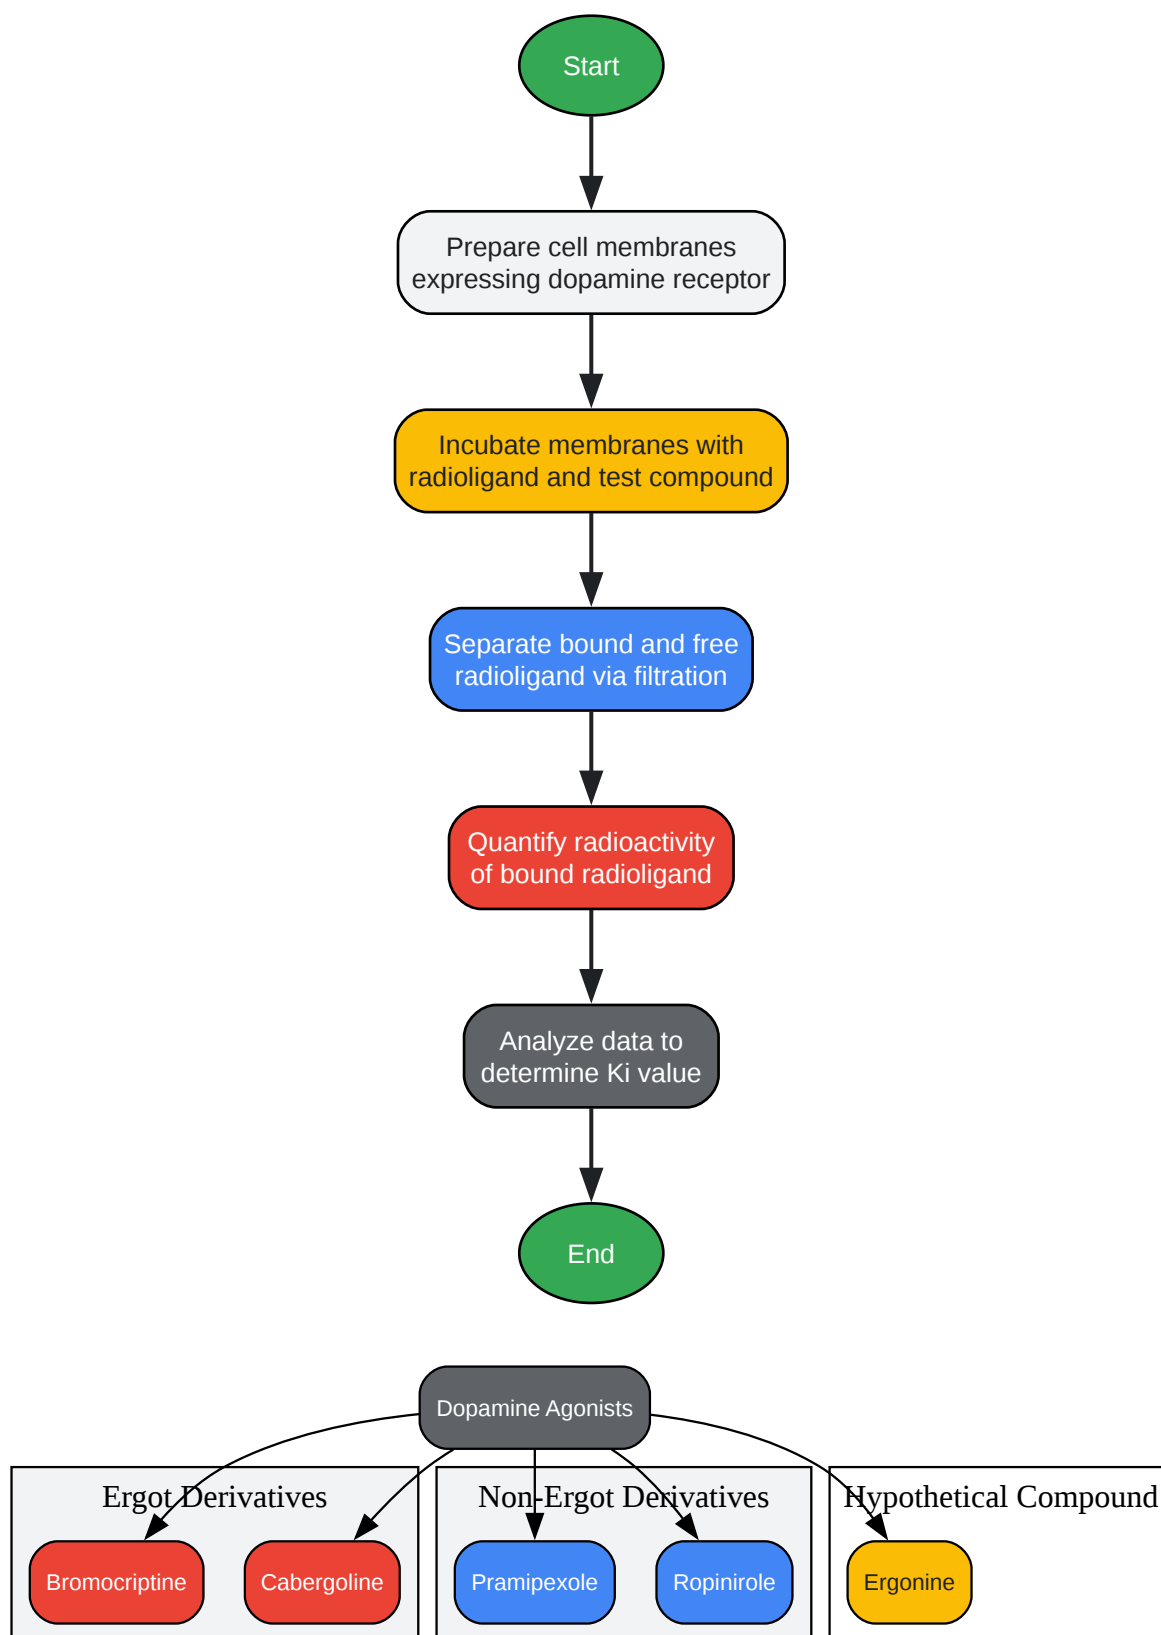 Start
Prepare cell membranes
expressing dopamine receptor
Incubate membranes with
radioligand and test compound
Separate bound and free
radioligand via filtration
Quantify radioactivity
of bound radioligand
Analyze data to
determine Ki value
End
Dopamine Agonists
Ergot Derivatives
Non-Ergot Derivatives
Hypothetical Compound
Bromocriptine
Cabergoline
Pramipexole
Ropinirole
Ergonine